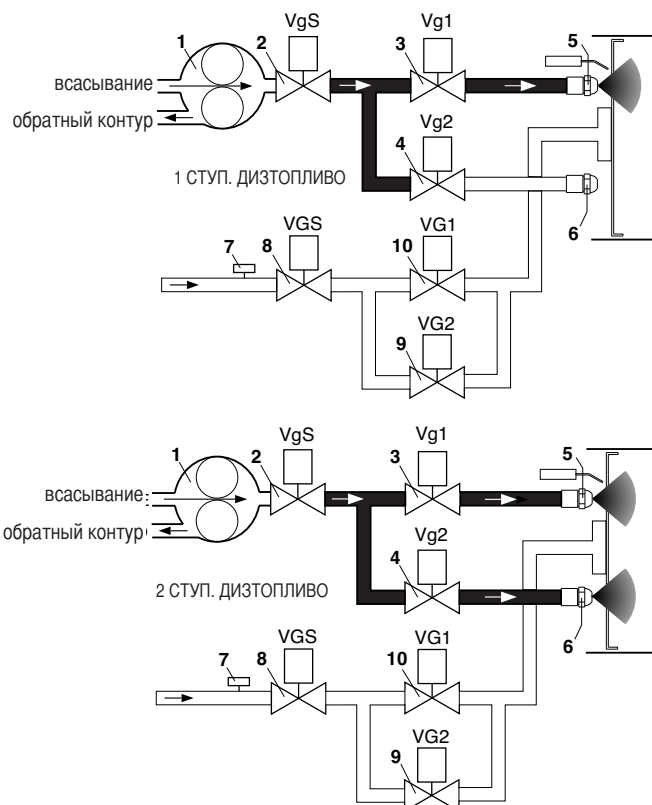 VgS Vg1
1 2 3 5
всасывание
обратный контур
Vg2
4
1 СТУП. ДИЗТОПЛИВО
6
VGS VG1
7 8 10
VG2
9
VgS Vg1
1 2 3 5
всасывание
обратный контур
Vg2
4
2 СТУП. ДИЗТОПЛИВО
6
VGS VG1
7 8 10
VG2
9